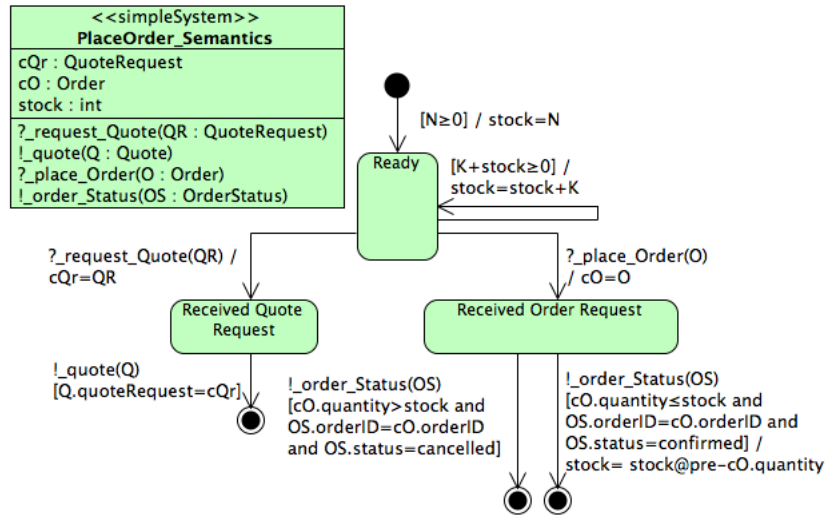 <<simpleSystem>>
PlaceOrder_Semantics
cQr : QuoteRequest
cO : Order
stock : int
?_request_Quote(QR : QuoteRequest)
!_quote(Q : Quote)
?_place_Order(O : Order)
!_order_Status(OS : OrderStatus)
[N≥0] / stock=N
Ready
[K+stock≥0] /
stock=stock+K
?_request_Quote(QR) /
cQr=QR
?_place_Order(O)
/ cO=O
Received Quote
Request
Received Order Request
!_quote(Q)
[Q.quoteRequest=cQr]
!_order_Status(OS)
[cO.quantity>stock and
OS.orderID=cO.orderID
and OS.status=cancelled]
!_order_Status(OS)
[cO.quantity≤stock and
OS.orderID=cO.orderID and
OS.status=confirmed] /
stock= stock@pre-cO.quantity